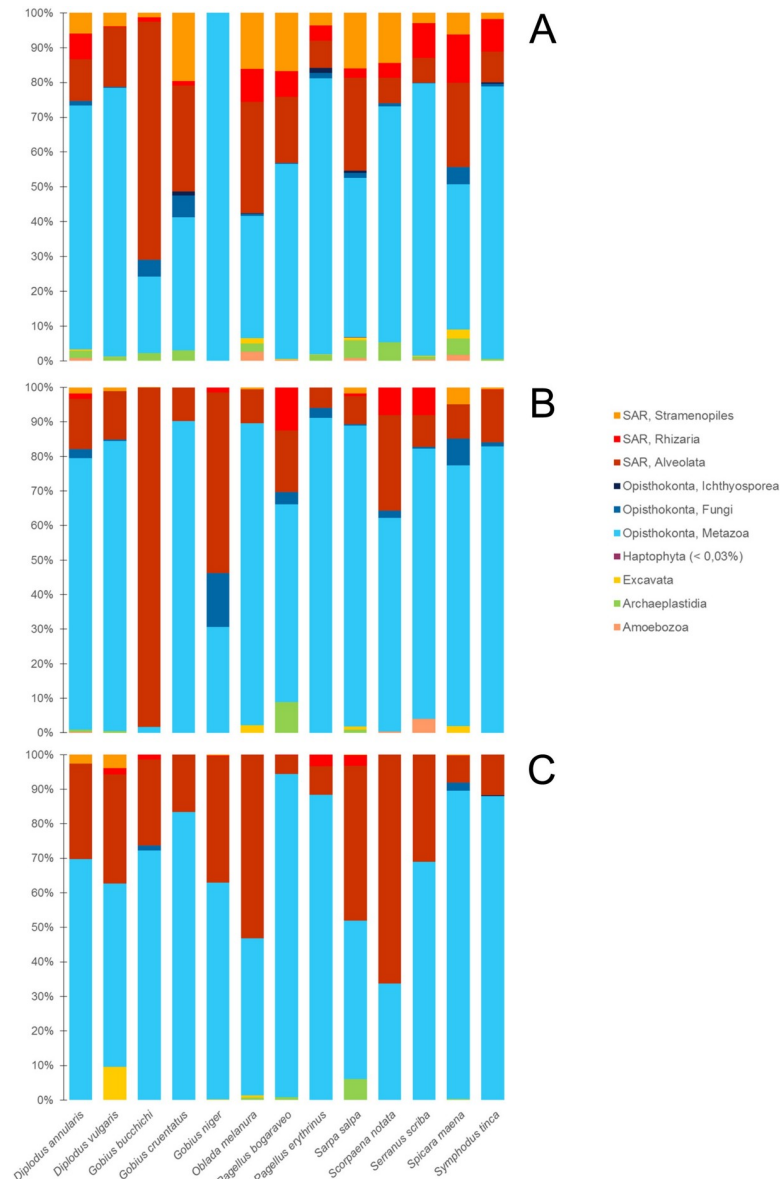 A
100%
90%
80%
70%
60%
50%
40%
30%
20%
10%
0%
B
100%
90%
80%
70%
60%
50%
40%
30%
20%
10%
0%
SAR, Stramenopiles
SAR, Rhizaria
SAR, Alveolata
Opisthokonta, Ichthyosporea
Opisthokonta, Fungi
Opisthokonta, Metazoa
Haptophyta (< 0,03%)
Excavata
Archaeplastidia
Amoebozoa
C
100%
90%
80%
70%
60%
50%
40%
30%
20%
10%
0%
Diplodus annularis
Diplodus vulgaris
Gobius bucchichi
Gobius cruentatus
Gobius niger
Oblada melanura
Pagellus bogaraveo
Pagellus erythrinus
Sarpa salpa
Scorpaena notata
Serranus scriba
Spicara maena
Symphodus tinca